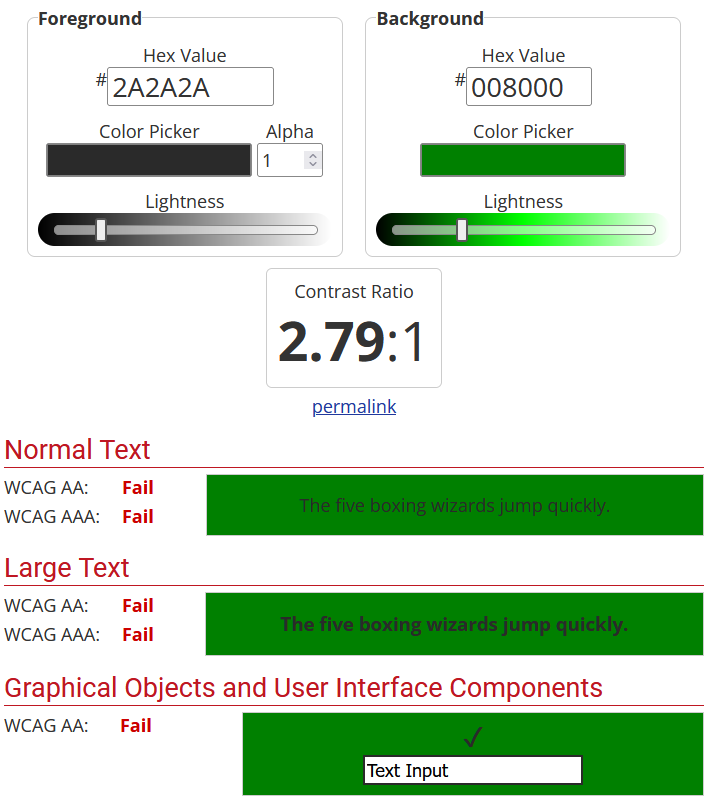 Foreground
Background
Hex Value
Hex Value
#2A2A2A
#008000
Color Picker
Alpha
Color Picker
1
Lightness
Lightness
Contrast Ratio
2.79:1
permalink
Normal Text
WCAG AA: Fail
WCAG AAA: Fail
The five boxing wizards jump quickly.
Large Text
WCAG AA: Fail
WCAG AAA: Fail
The five boxing wizards jump quickly.
Graphical Objects and User Interface Components
WCAG AA: Fail
✓
Text Input